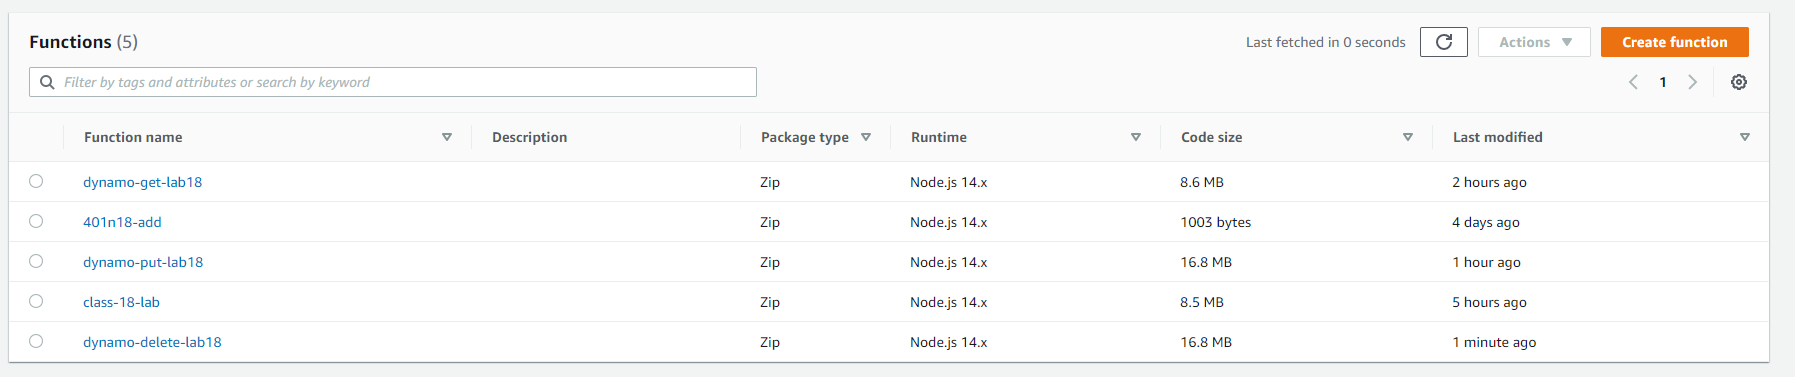 Functions (5)
Last fetched in 0 seconds
Actions
Create function
Filter by tags and attributes or search by keyword
1
Function name Description Package type Runtime Code size Last modified
dynamo-get-lab18 Zip Node.js 14.x 8.6 MB 2 hours ago
401n18-add Zip Node.js 14.x 1003 bytes 4 days ago
dynamo-put-lab18 Zip Node.js 14.x 16.8 MB 1 hour ago
class-18-lab Zip Node.js 14.x 8.5 MB 5 hours ago
dynamo-delete-lab18 Zip Node.js 14.x 16.8 MB 1 minute ago